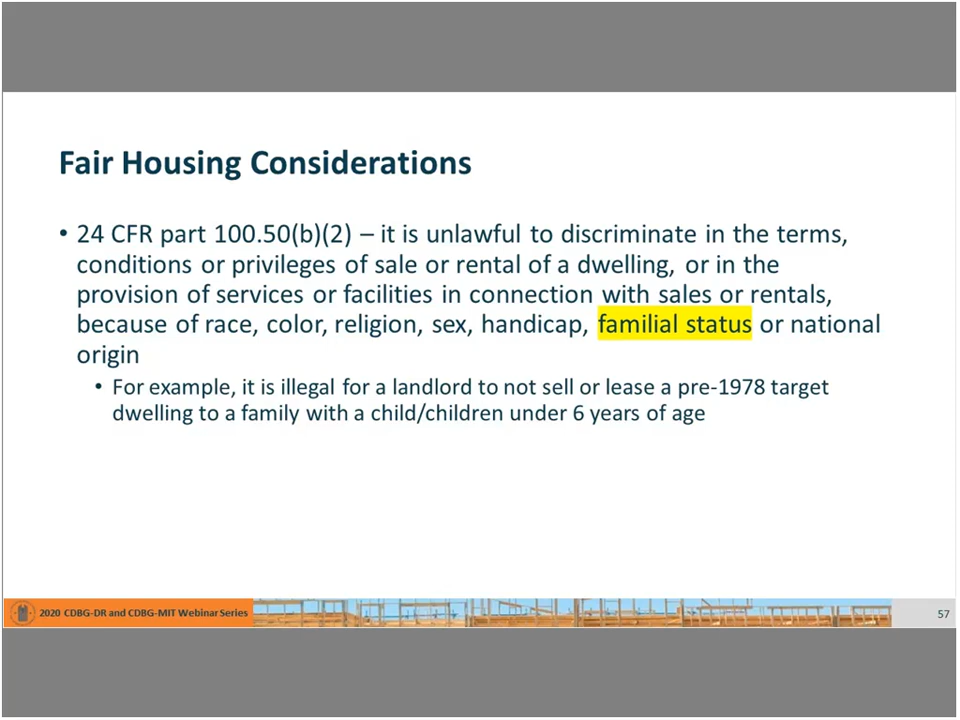 Fair Housing Considerations
• 24 CFR part 100.50(b)(2) – it is unlawful to discriminate in the terms,
conditions or privileges of sale or rental of a dwelling, or in the
provision of services or facilities in connection with sales or rentals,
because of race, color, religion, sex, handicap, familial status or national
origin
• For example, it is illegal for a landlord to not sell or lease a pre-1978 target
dwelling to a family with a child/children under 6 years of age
2020 CDBG-DR and CDBG-MIT Webinar Series
57